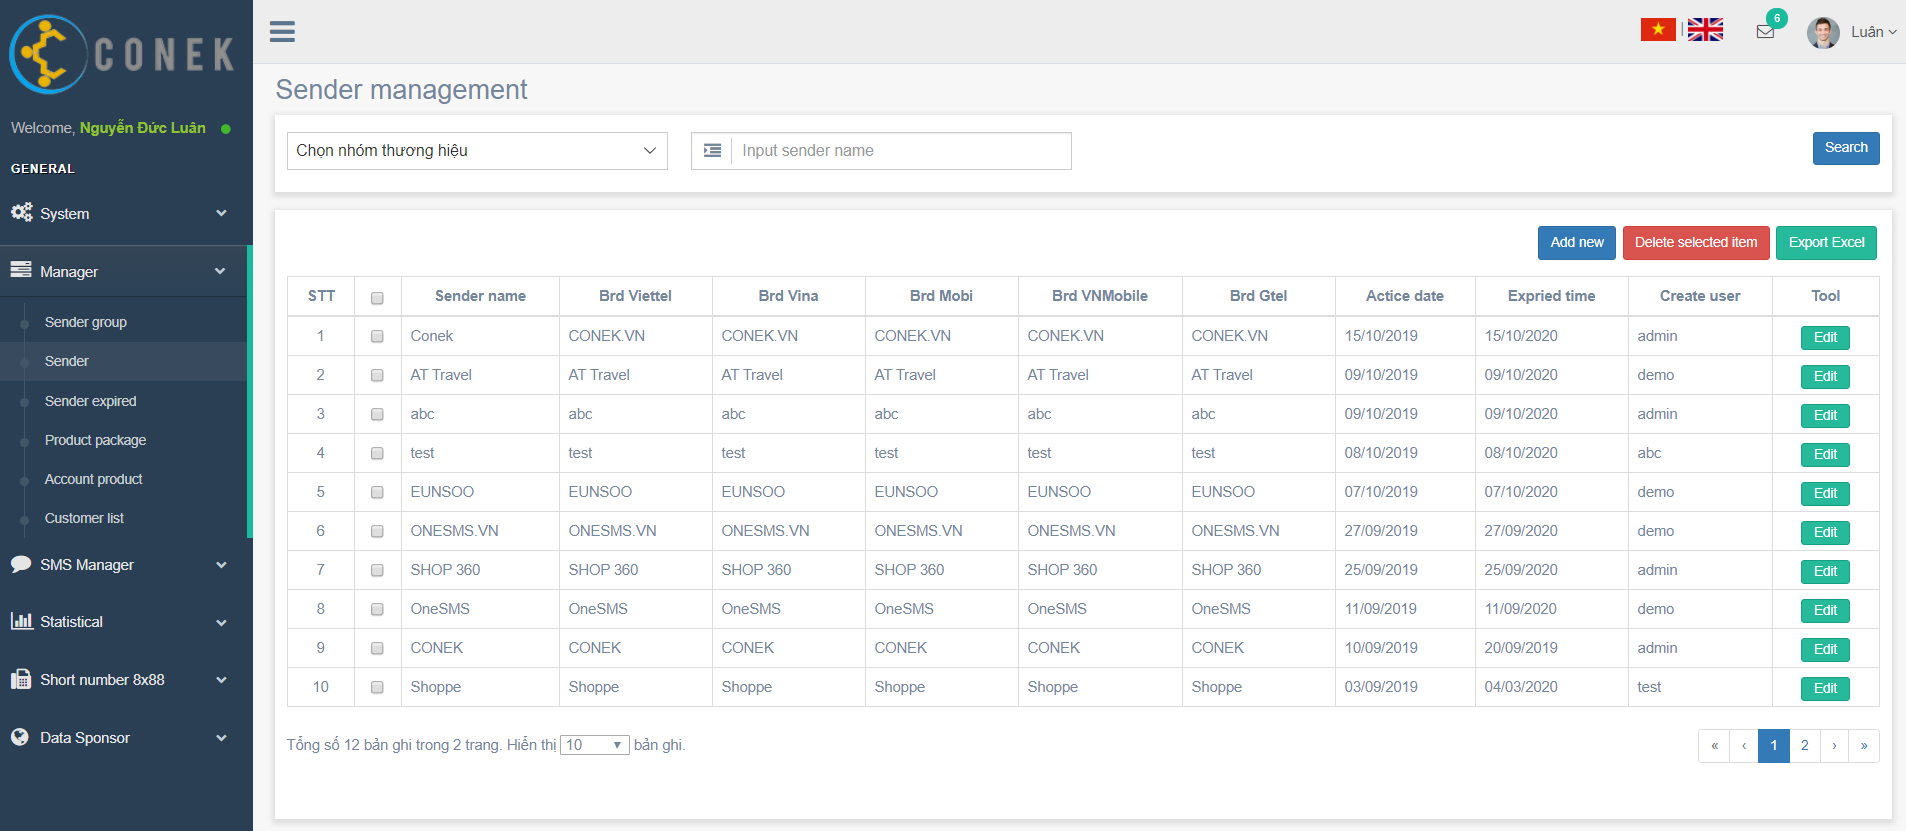 CONEK
6
Luân
Welcome, Nguyễn Đức Luân
GENERAL
System
Manager
Sender group
Sender
Sender expired
Product package
Account product
Customer list
SMS Manager
Statistical
Short number 8x88
Data Sponsor
Sender management
Chọn nhóm thương hiệu
Input sender name
Search
Add new Delete selected item Export Excel
STT Sender name Brd Viettel Brd Vina Brd Mobi Brd VNMobile Brd Gtel Actice date Expried time Create user Tool
1 Conek CONEK.VN CONEK.VN CONEK.VN CONEK.VN CONEK.VN 15/10/2019 15/10/2020 admin Edit
2 AT Travel AT Travel AT Travel AT Travel AT Travel AT Travel 09/10/2019 09/10/2020 demo Edit
3 abc abc abc abc abc abc 09/10/2019 09/10/2020 admin Edit
4 test test test test test test 08/10/2019 08/10/2020 abc Edit
5 EUNSOO EUNSOO EUNSOO EUNSOO EUNSOO EUNSOO 07/10/2019 07/10/2020 demo Edit
6 ONESMS.VN ONESMS.VN ONESMS.VN ONESMS.VN ONESMS.VN ONESMS.VN 27/09/2019 27/09/2020 demo Edit
7 SHOP 360 SHOP 360 SHOP 360 SHOP 360 SHOP 360 SHOP 360 25/09/2019 25/09/2020 admin Edit
8 OneSMS OneSMS OneSMS OneSMS OneSMS OneSMS 11/09/2019 11/09/2020 demo Edit
9 CONEK CONEK CONEK CONEK CONEK CONEK 10/09/2019 20/09/2019 admin Edit
10 Shoppe Shoppe Shoppe Shoppe Shoppe Shoppe 03/09/2019 04/03/2020 test Edit
Tổng số 12 bản ghi trong 2 trang. Hiển thị 10 bản ghi.
« ‹ 1 2 › »